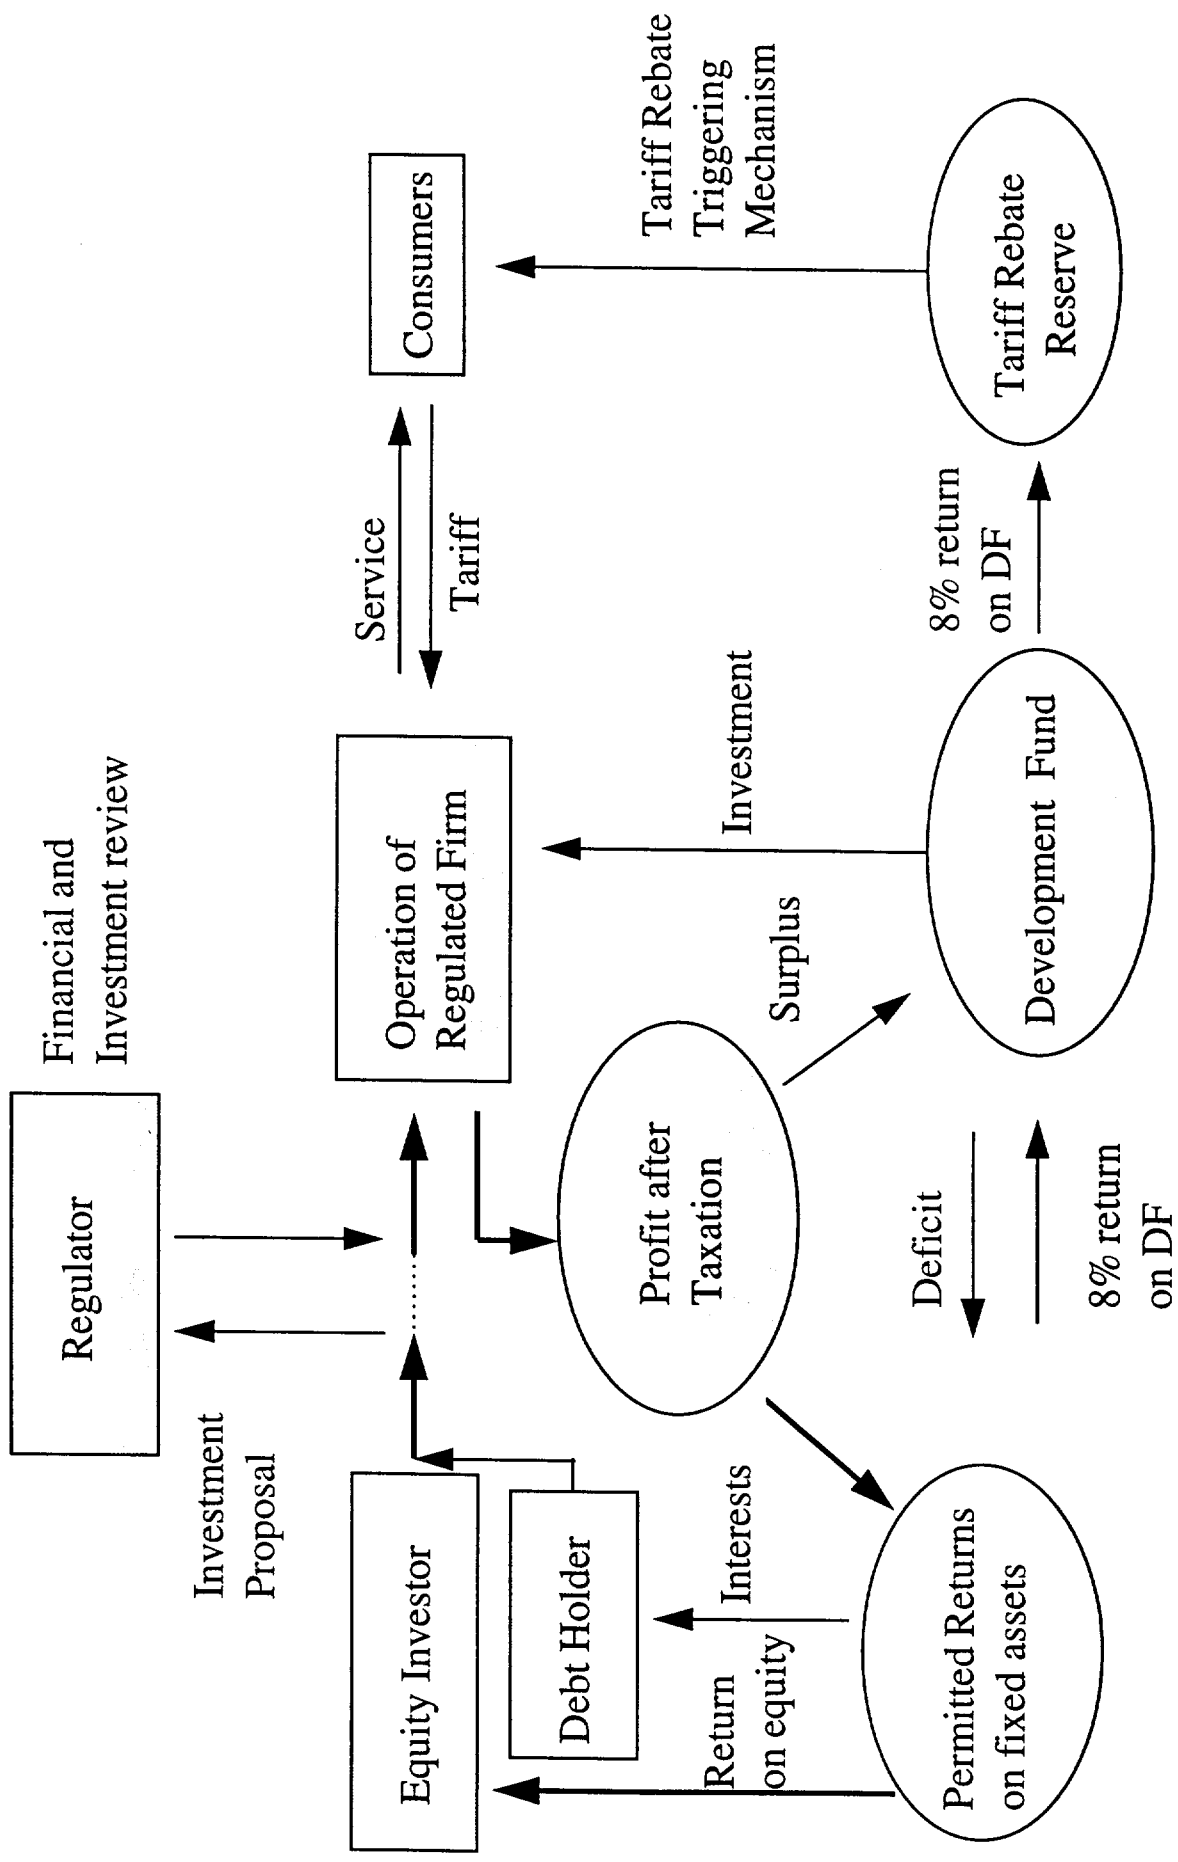 Regulator
Financial and
Investment review
Investment
Proposal
Equity Investor
Operation of
Regulated Firm
Service
Tariff
Consumers
Debt Holder
Profit after
Taxation
Return
on equity
Interests
Surplus
Investment
Tariff Rebate
Triggering
Mechanism
Permitted Returns
on fixed assets
Deficit
8% return
on DF
Development Fund
8% return
on DF
Tariff Rebate
Reserve